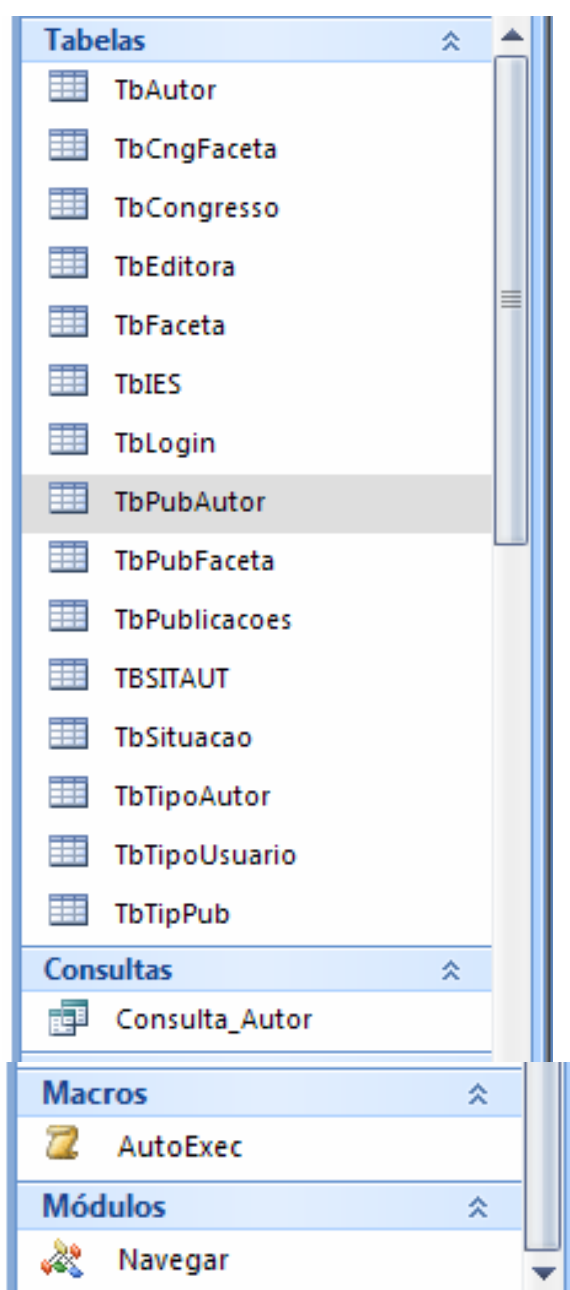 Tabelas
TbAutor
TbCngFaceta
TbCongresso
TbEditora
TbFaceta
TbIES
TbLogin
TbPubAutor
TbPubFaceta
TbPublicacoes
TBSITAUT
TbSituacao
TbTipoAutor
TbTipoUsuario
TbTipPub
Consultas
Consulta_Autor
Macros
AutoExec
Módulos
Navegar